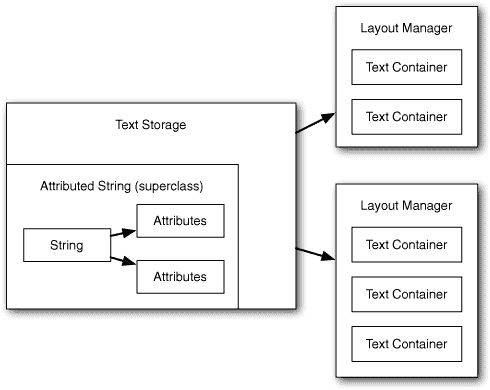 Text Storage
Attributed String (superclass)
String
Attributes
Attributes
Layout Manager
Text Container
Text Container
Layout Manager
Text Container
Text Container
Text Container